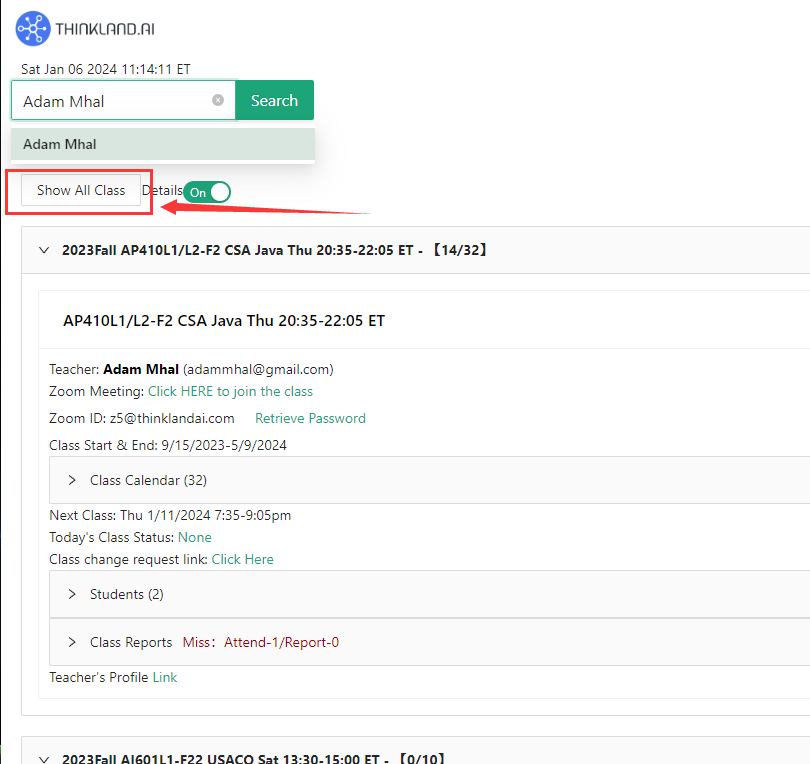 THINKLAND.AI
Sat Jan 06 2024 11:14:11 ET
Adam Mhal Search
Adam Mhal
Show All Class Details On
2023Fall AP410L1/L2-F2 CSA Java Thu 20:35-22:05 ET - 【14/32】
AP410L1/L2-F2 CSA Java Thu 20:35-22:05 ET
Teacher: Adam Mhal (adammhal@gmail.com)
Zoom Meeting: Click HERE to join the class
Zoom ID: z5@thinklandai.com Retrieve Password
Class Start & End: 9/15/2023-5/9/2024
Class Calendar (32)
Next Class: Thu 1/11/2024 7:35-9:05pm
Today's Class Status: None
Class change request link: Click Here
Students (2)
Class Reports Miss：Attend-1/Report-0
Teacher's Profile Link
2023Fall AI601L1-F22 USACO Sat 13:30-15:00 ET - 【0/10】